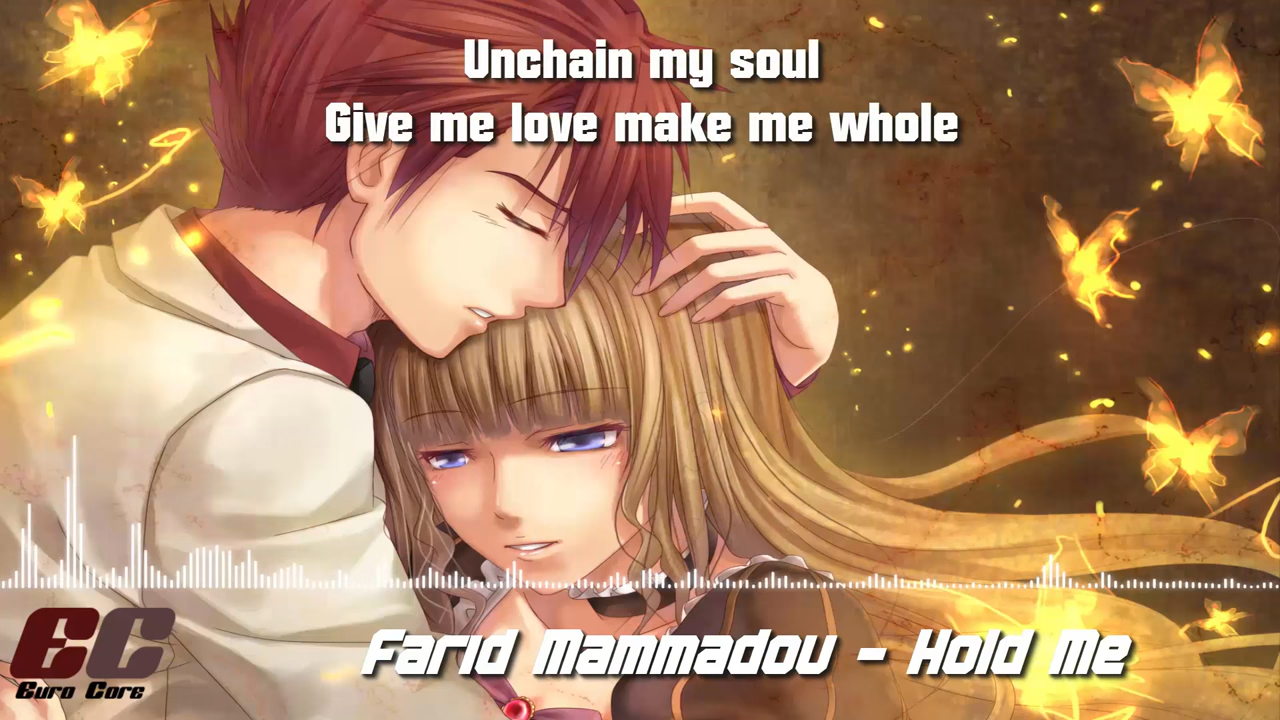 Unchain my soul
Give me love make me whole
EC
Euro Core
Farid Mammadov - Hold Me